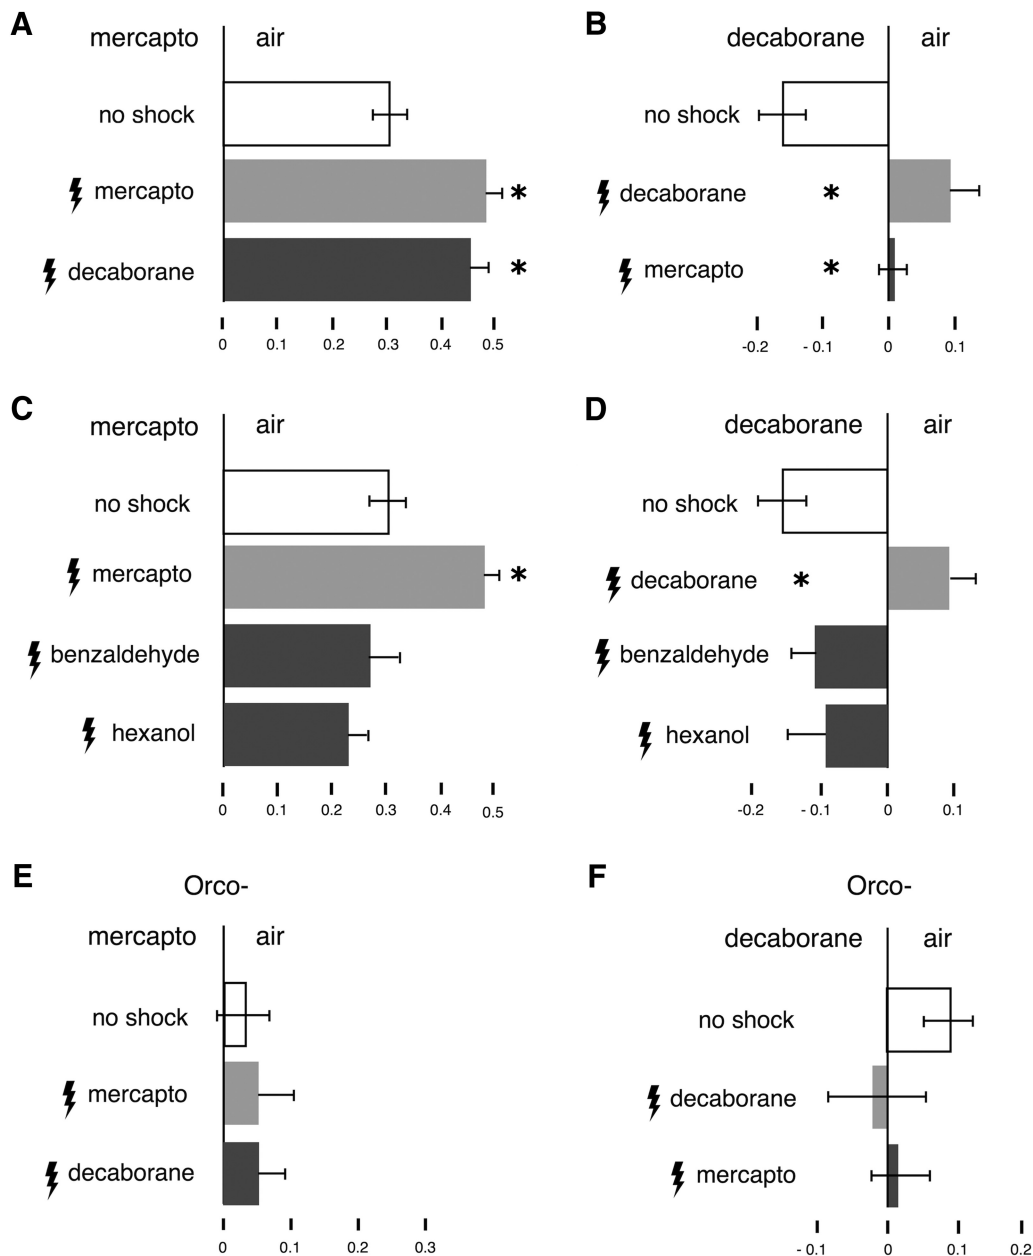 A
mercapto air
no shock
mercapto *
decaborane *
0 0.1 0.2 0.3 0.4 0.5
B
decaborane air
no shock
decaborane *
mercapto *
-0.2 - 0.1 0 0.1
C
mercapto air
no shock
mercapto *
benzaldehyde
hexanol
0 0.1 0.2 0.3 0.4 0.5
D
decaborane air
no shock
decaborane *
benzaldehyde
hexanol
-0.2 - 0.1 0 0.1
E
Orco-
mercapto air
no shock
mercapto
decaborane
0 0.1 0.2 0.3
F
Orco-
decaborane air
no shock
decaborane
mercapto
- 0.1 0 0.1 0.2